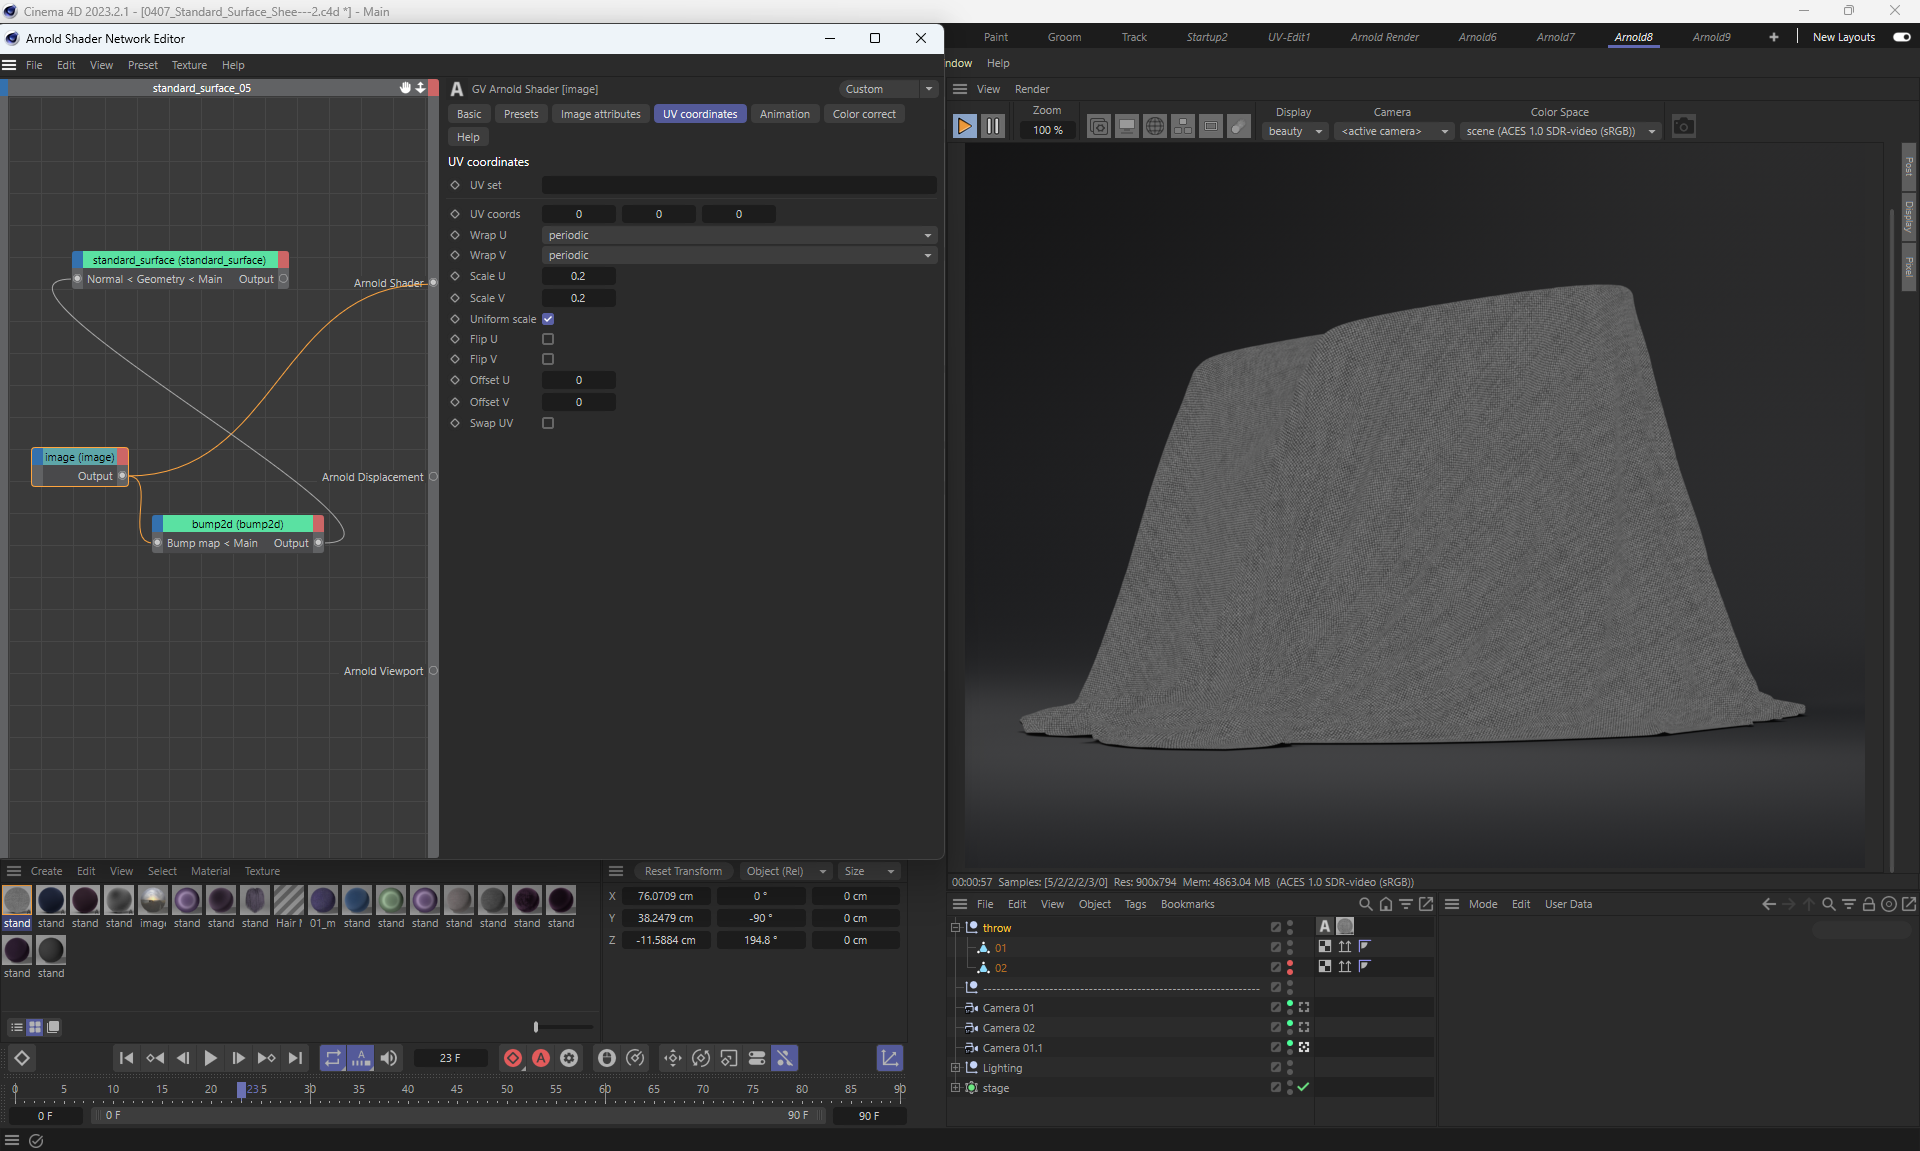 Cinema 4D 2023.2.1 - [0407_Standard_Surface_Shee---2.c4d *] - Main
Arnold Shader Network Editor
Paint Groom Track Startup2 UV-Edit1 Arnold Render Arnold6 Arnold7 Arnold8 Arnold9 + New Layouts
File Edit View Preset Texture Help
ndow Help
standard_surface_05
A GV Arnold Shader [image] Custom
View Render
Basic Presets Image attributes UV coordinates Animation Color correct
Help
Zoom
100 %
Display
beauty
Camera
<active camera>
Color Space
scene (ACES 1.0 SDR-video (sRGB))
Post
Display
Pixel
UV coordinates
UV set
UV coords 0 0 0
Wrap U periodic
Wrap V periodic
Scale U 0.2
Scale V 0.2
Uniform scale
Flip U
Flip V
Offset U 0
Offset V 0
Swap UV
standard_surface (standard_surface)
Normal < Geometry < Main Output
Arnold Shader
image (image)
Output
Arnold Displacement
bump2d (bump2d)
Bump map < Main Output
Arnold Viewport
Create Edit View Select Material Texture
stand stand stand stand image stand stand stand Hair 01_m stand stand stand stand stand stand stand
stand stand
Reset Transform Object (Rel) Size
X 76.0709 cm 0 ° 0 cm
Y 38.2479 cm -90 ° 0 cm
Z -11.5884 cm 194.8 ° 0 cm
00:00:57 Samples: [5/2/2/2/3/0] Res: 900x794 Mem: 4863.04 MB (ACES 1.0 SDR-video (sRGB))
File Edit View Object Tags Bookmarks
Mode Edit User Data
throw A
01
02
--------------------------------------------------------------
Camera 01
Camera 02
Camera 01.1
Lighting
stage
A
23 F
A
0 5 10 15 20 23.5 30 35 40 45 50 55 60 65 70 75 80 85 90
0 F 0 F 90 F 90 F